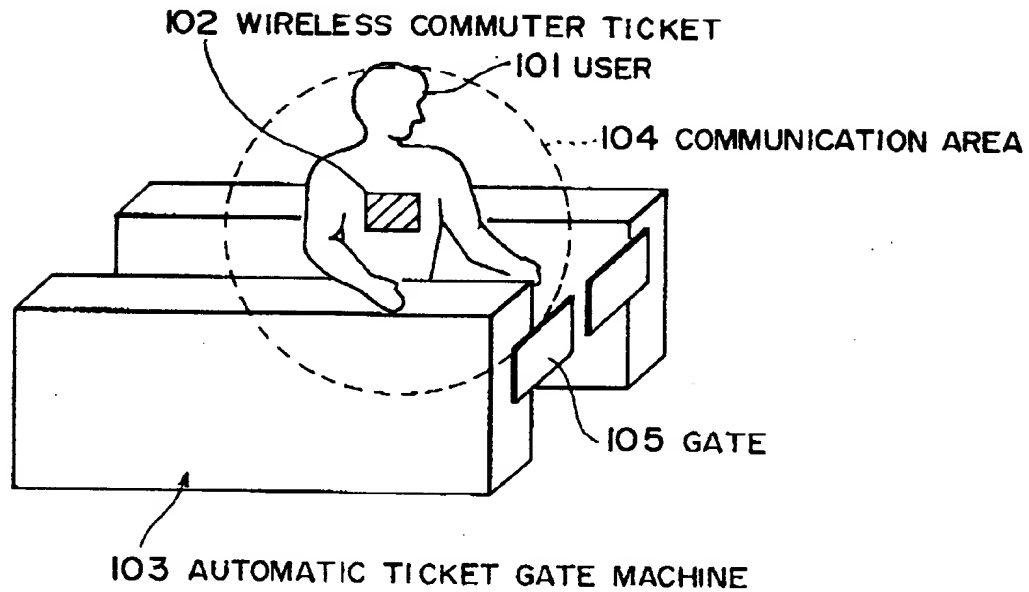 102 WIRELESS COMMUTER TICKET
101 USER
104 COMMUNICATION AREA
105 GATE
103 AUTOMATIC TICKET GATE MACHINE